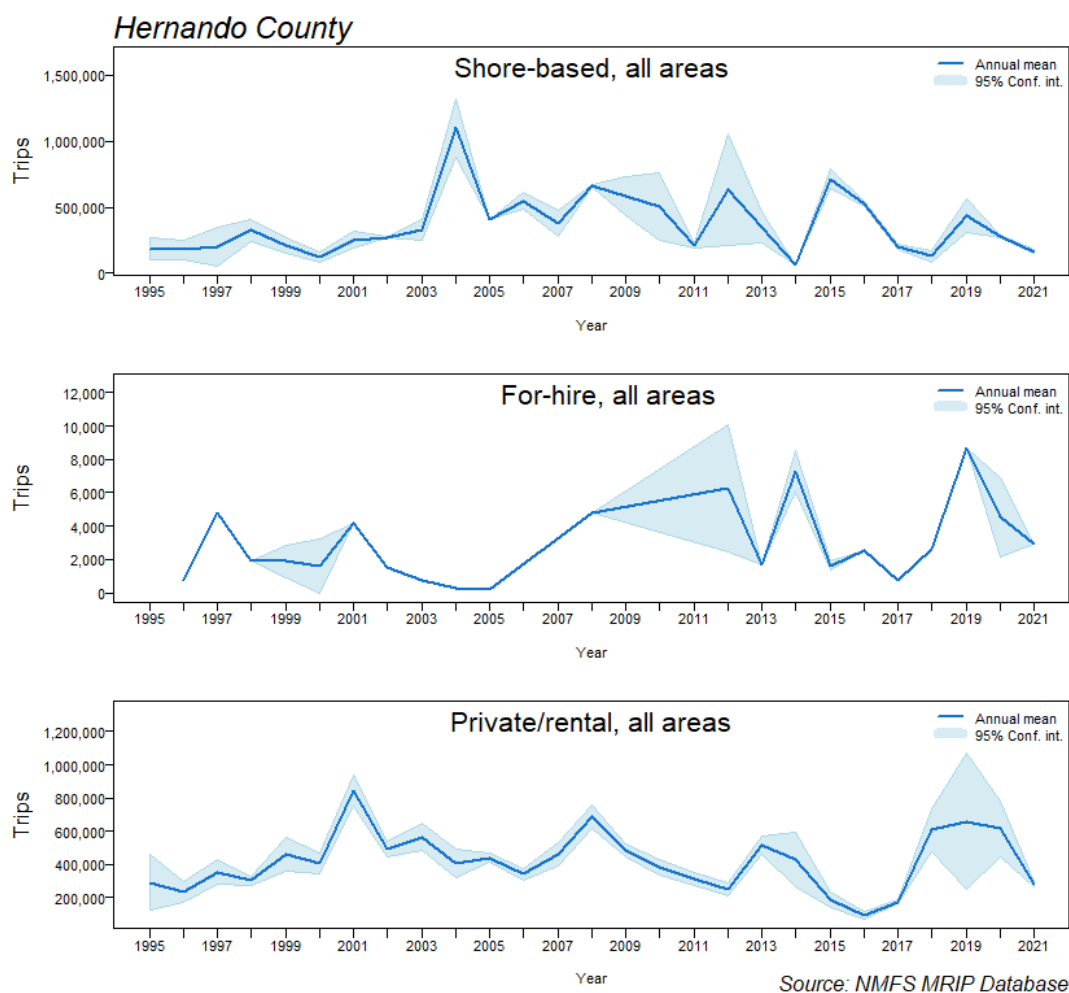 Hernando County
Shore-based, all areas
Annual mean
95% Conf. int.
Trips
1,500,000
1,000,000
500,000
0
1995 1997 1999 2001 2003 2005 2007 2009 2011 2013 2015 2017 2019 2021
Year
For-hire, all areas
Annual mean
95% Conf. int.
Trips
12,000
10,000
8,000
6,000
4,000
2,000
0
1995 1997 1999 2001 2003 2005 2007 2009 2011 2013 2015 2017 2019 2021
Year
Private/rental, all areas
Annual mean
95% Conf. int.
Trips
1,200,000
1,000,000
800,000
600,000
400,000
200,000
1995 1997 1999 2001 2003 2005 2007 2009 2011 2013 2015 2017 2019 2021
Year
Source: NMFS MRIP Database